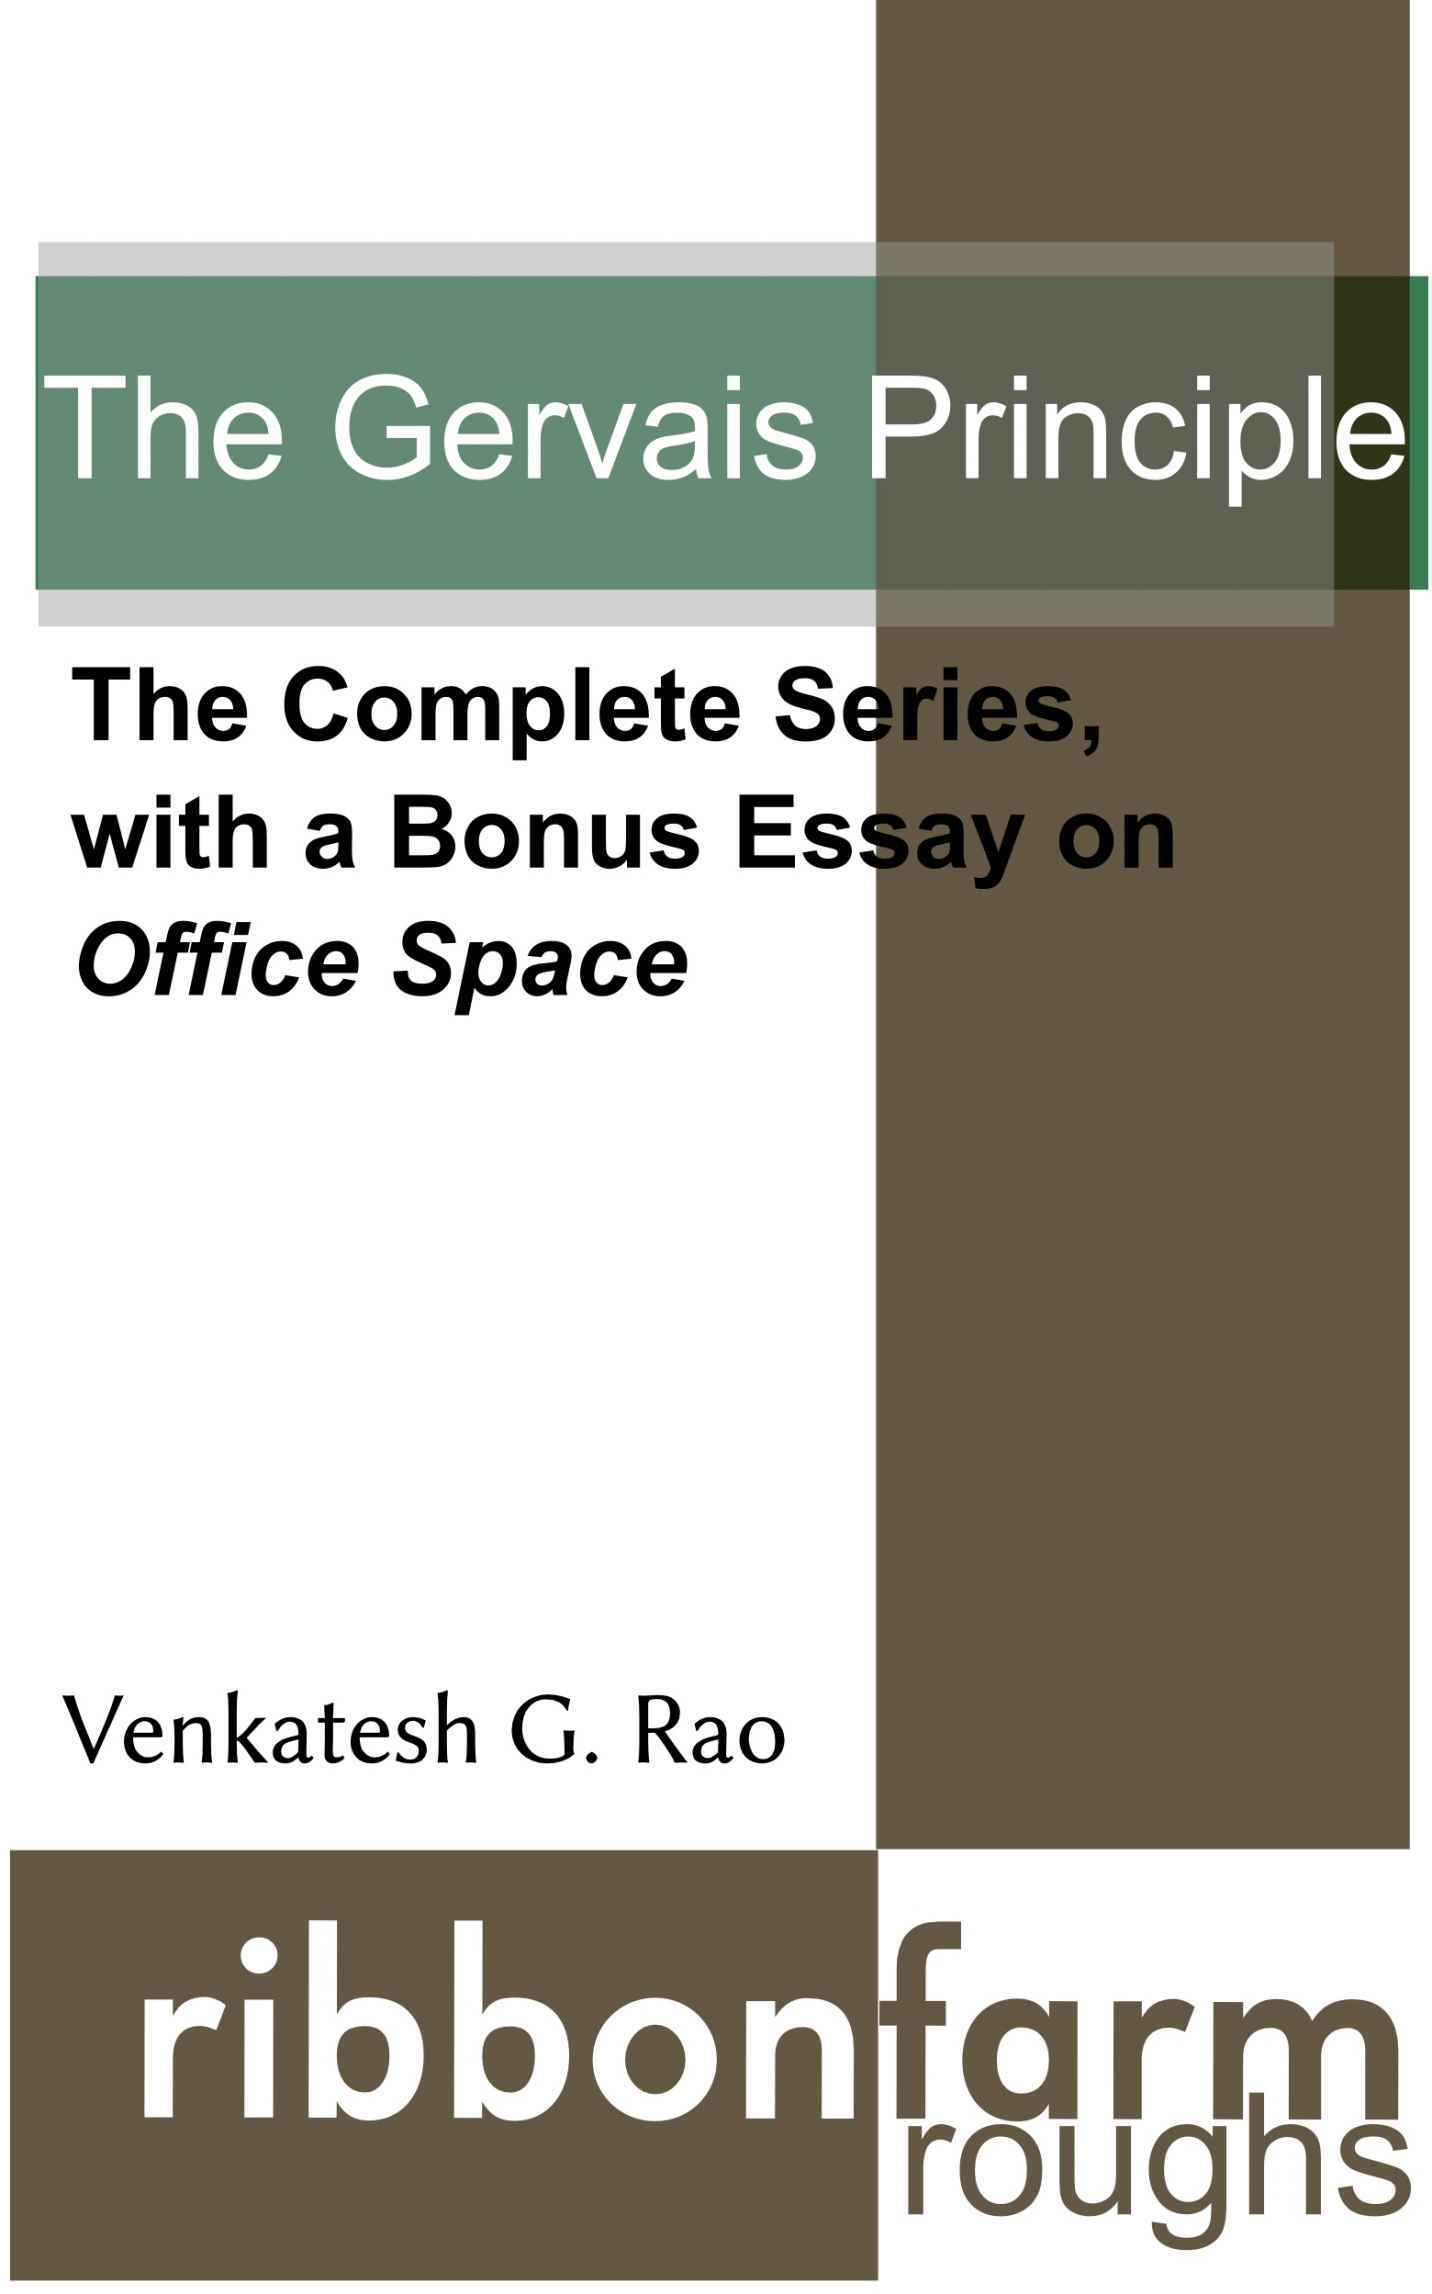 The Gervais Principle
The Complete Series,
with a Bonus Essay on
Office Space
Venkatesh G. Rao
ribbonfarm
roughs